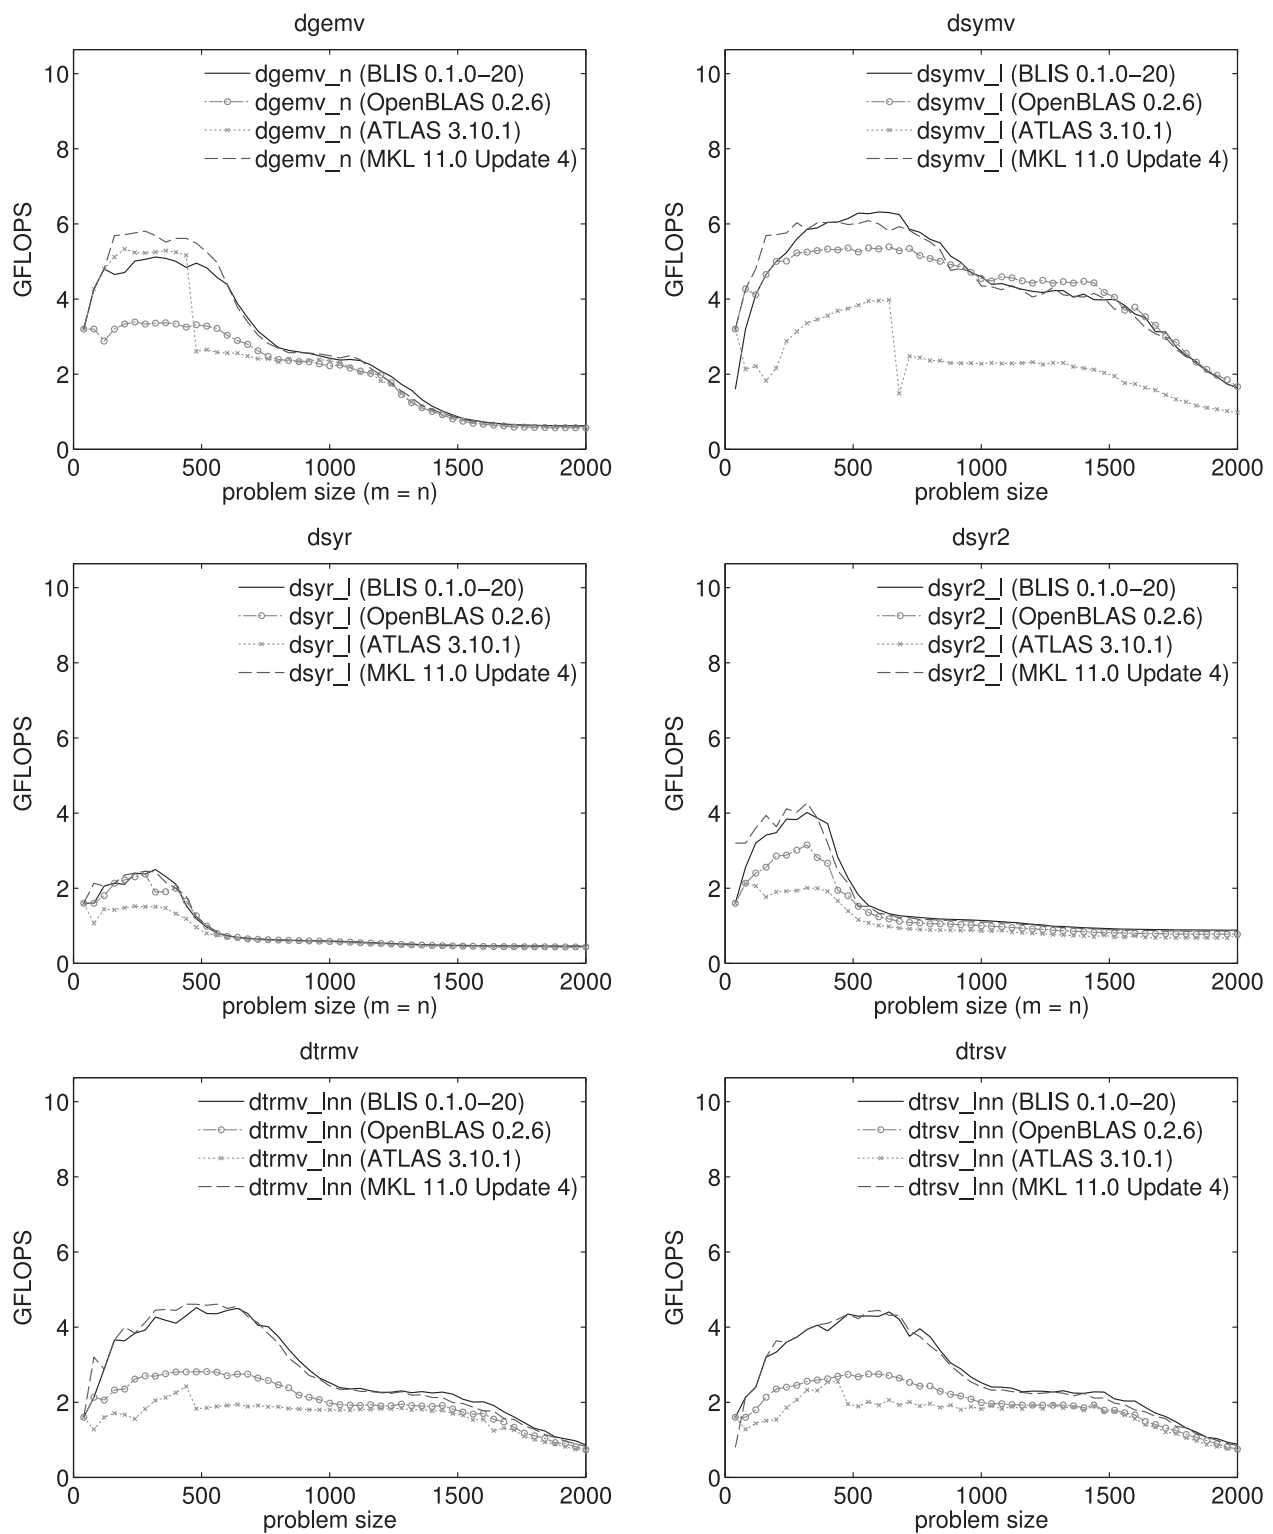 dgemv
10
8
6
4
2
0
GFLOPS
dgemv_n (BLIS 0.1.0−20)
dgemv_n (OpenBLAS 0.2.6)
dgemv_n (ATLAS 3.10.1)
dgemv_n (MKL 11.0 Update 4)
0 500 1000 1500 2000
problem size (m = n)
dsymv
10
8
6
4
2
0
GFLOPS
dsymv_l (BLIS 0.1.0−20)
dsymv_l (OpenBLAS 0.2.6)
dsymv_l (ATLAS 3.10.1)
dsymv_l (MKL 11.0 Update 4)
0 500 1000 1500 2000
problem size
dsyr
10
8
6
4
2
0
GFLOPS
dsyr_l (BLIS 0.1.0−20)
dsyr_l (OpenBLAS 0.2.6)
dsyr_l (ATLAS 3.10.1)
dsyr_l (MKL 11.0 Update 4)
0 500 1000 1500 2000
problem size (m = n)
dsyr2
10
8
6
4
2
0
GFLOPS
dsyr2_l (BLIS 0.1.0−20)
dsyr2_l (OpenBLAS 0.2.6)
dsyr2_l (ATLAS 3.10.1)
dsyr2_l (MKL 11.0 Update 4)
0 500 1000 1500 2000
problem size (m = n)
dtrmv
10
8
6
4
2
0
GFLOPS
dtrmv_lnn (BLIS 0.1.0−20)
dtrmv_lnn (OpenBLAS 0.2.6)
dtrmv_lnn (ATLAS 3.10.1)
dtrmv_lnn (MKL 11.0 Update 4)
0 500 1000 1500 2000
problem size
dtrsv
10
8
6
4
2
0
GFLOPS
dtrsv_lnn (BLIS 0.1.0−20)
dtrsv_lnn (OpenBLAS 0.2.6)
dtrsv_lnn (ATLAS 3.10.1)
dtrsv_lnn (MKL 11.0 Update 4)
0 500 1000 1500 2000
problem size